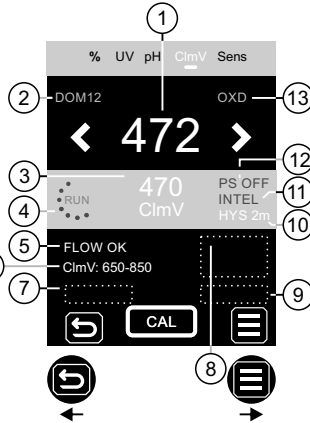 1
% UV pH ClmV Sens
2 DOM12 OXD 13
472
12
3 470 PS OFF
4 RUN ClmV INTEL 11
HYS 2m 10
5 FLOW OK
ClmV: 650-850
7 9
CAL
8